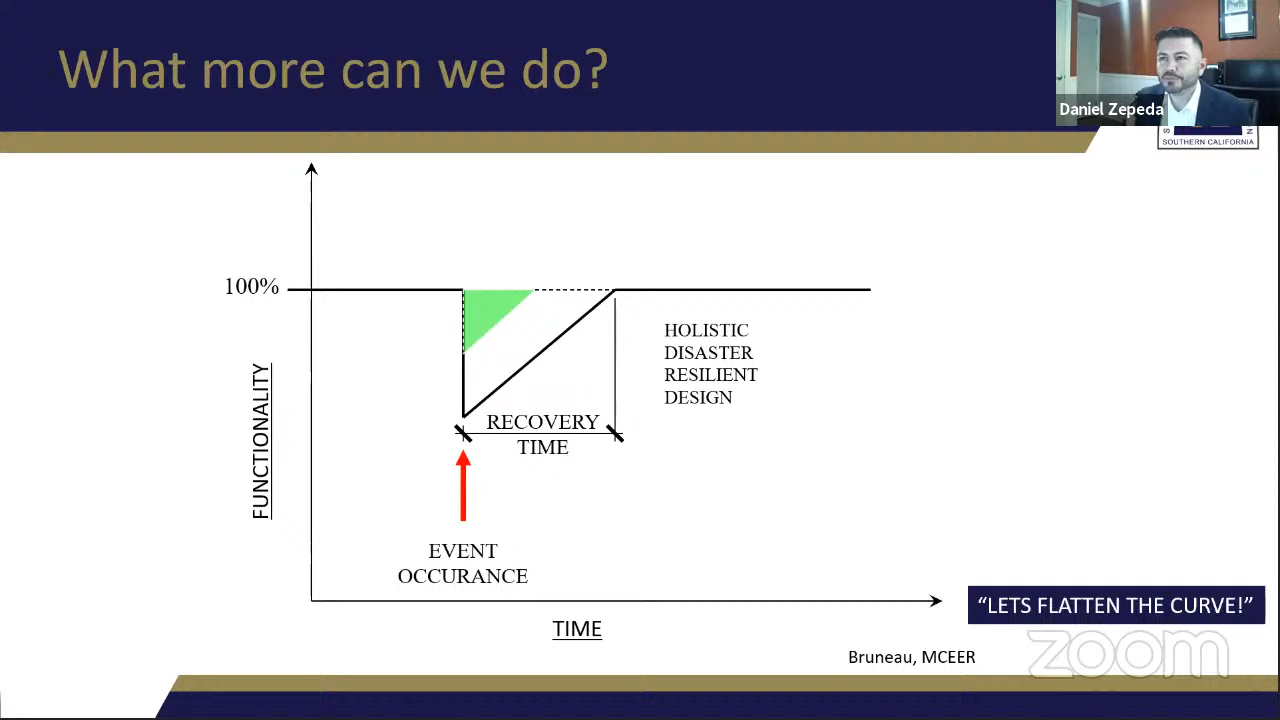 What more can we do?
Daniel Zepeda
S
N
SOUTHERN CALIFORNIA
100%
HOLISTIC
DISASTER
RESILIENT
DESIGN
FUNCTIONALITY
RECOVERY
TIME
EVENT
OCCURANCE
TIME
“LETS FLATTEN THE CURVE!”
Bruneau, MCEER
zoom